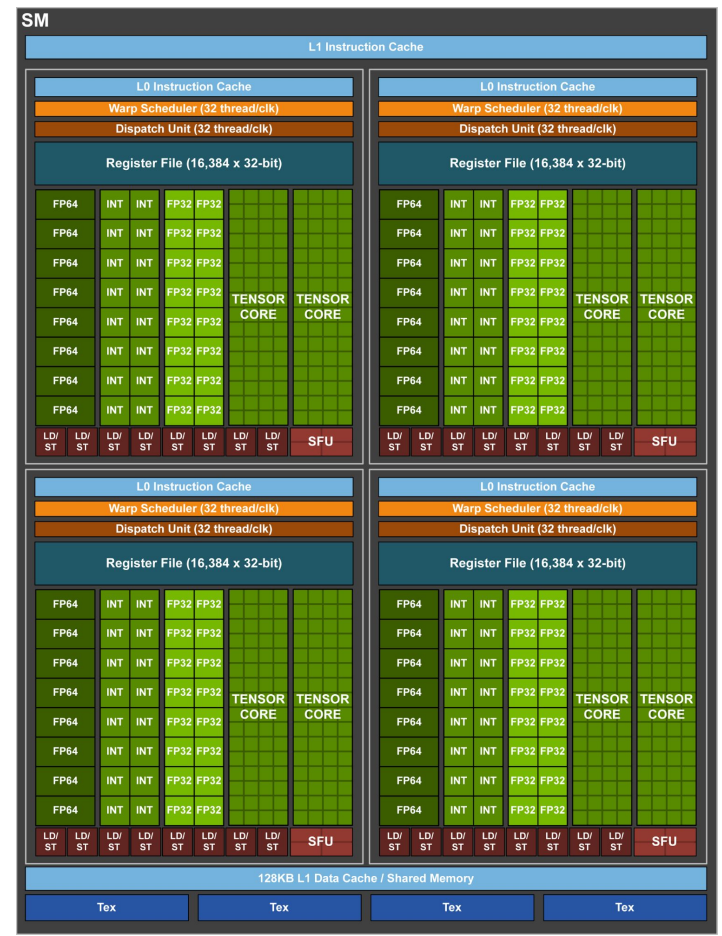 SM
L1 Instruction Cache
L0 Instruction Cache
Warp Scheduler (32 thread/clk)
Dispatch Unit (32 thread/clk)
Register File (16,384 x 32-bit)
FP64 INT INT FP32 FP32
FP64 INT INT FP32 FP32
FP64 INT INT FP32 FP32
FP64 INT INT FP32 FP32
TENSOR TENSOR
CORE CORE
FP64 INT INT FP32 FP32
FP64 INT INT FP32 FP32
FP64 INT INT FP32 FP32
FP64 INT INT FP32 FP32
LD/ LD/ LD/ LD/ LD/ LD/ LD/ LD/
ST ST ST ST ST ST ST ST
SFU
L0 Instruction Cache
Warp Scheduler (32 thread/clk)
Dispatch Unit (32 thread/clk)
Register File (16,384 x 32-bit)
FP64 INT INT FP32 FP32
FP64 INT INT FP32 FP32
FP64 INT INT FP32 FP32
FP64 INT INT FP32 FP32
TENSOR TENSOR
CORE CORE
FP64 INT INT FP32 FP32
FP64 INT INT FP32 FP32
FP64 INT INT FP32 FP32
FP64 INT INT FP32 FP32
LD/ LD/ LD/ LD/ LD/ LD/ LD/ LD/
ST ST ST ST ST ST ST ST
SFU
L0 Instruction Cache
Warp Scheduler (32 thread/clk)
Dispatch Unit (32 thread/clk)
Register File (16,384 x 32-bit)
FP64 INT INT FP32 FP32
FP64 INT INT FP32 FP32
FP64 INT INT FP32 FP32
FP64 INT INT FP32 FP32
TENSOR TENSOR
CORE CORE
FP64 INT INT FP32 FP32
FP64 INT INT FP32 FP32
FP64 INT INT FP32 FP32
FP64 INT INT FP32 FP32
LD/ LD/ LD/ LD/ LD/ LD/ LD/ LD/
ST ST ST ST ST ST ST ST
SFU
L0 Instruction Cache
Warp Scheduler (32 thread/clk)
Dispatch Unit (32 thread/clk)
Register File (16,384 x 32-bit)
FP64 INT INT FP32 FP32
FP64 INT INT FP32 FP32
FP64 INT INT FP32 FP32
FP64 INT INT FP32 FP32
TENSOR TENSOR
CORE CORE
FP64 INT INT FP32 FP32
FP64 INT INT FP32 FP32
FP64 INT INT FP32 FP32
FP64 INT INT FP32 FP32
LD/ LD/ LD/ LD/ LD/ LD/ LD/ LD/
ST ST ST ST ST ST ST ST
SFU
128KB L1 Data Cache / Shared Memory
Tex Tex Tex Tex